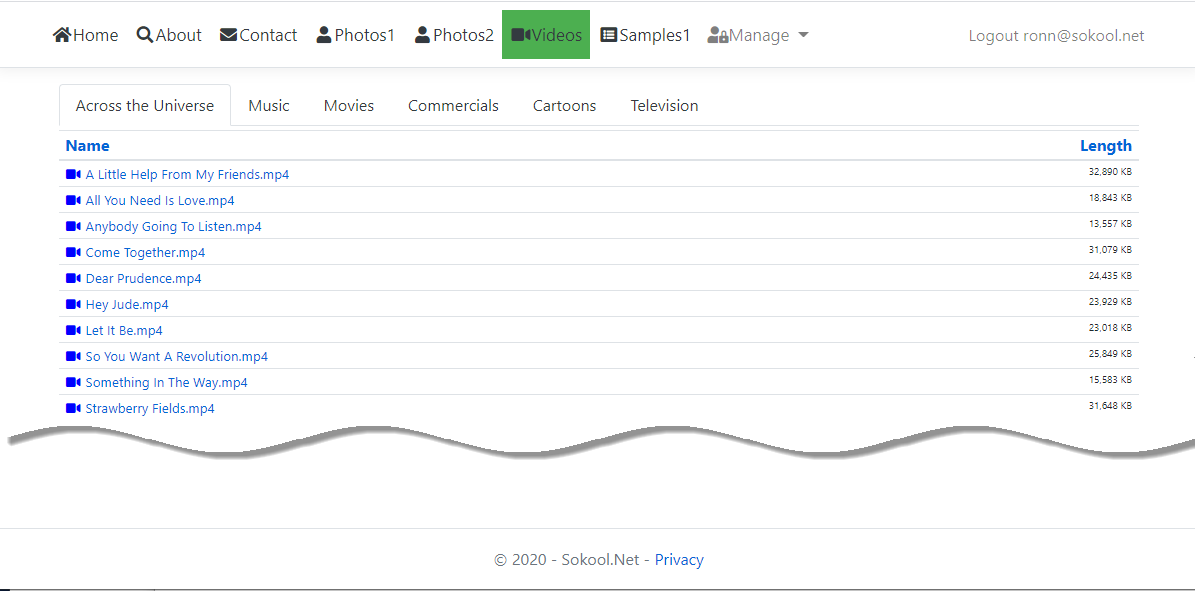 Home About Contact Photos1 Photos2 Videos Samples1 Manage Logout ronn@sokool.net
Across the Universe Music Movies Commercials Cartoons Television
Name Length
A Little Help From My Friends.mp4 32,890 KB
All You Need Is Love.mp4 18,843 KB
Anybody Going To Listen.mp4 13,557 KB
Come Together.mp4 31,079 KB
Dear Prudence.mp4 24,435 KB
Hey Jude.mp4 23,929 KB
Let It Be.mp4 23,018 KB
So You Want A Revolution.mp4 25,849 KB
Something In The Way.mp4 15,583 KB
Strawberry Fields.mp4 31,648 KB
© 2020 - Sokool.Net - Privacy